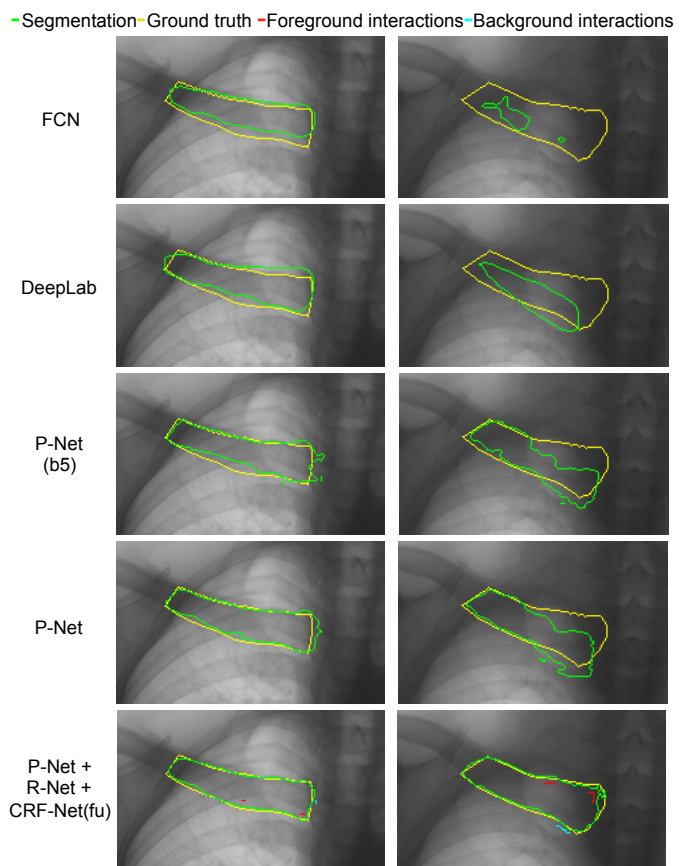 Segmentation Ground truth Foreground interactions Background interactions
FCN
DeepLab
P-Net
(b5)
P-Net
P-Net +
R-Net +
CRF-Net(fu)